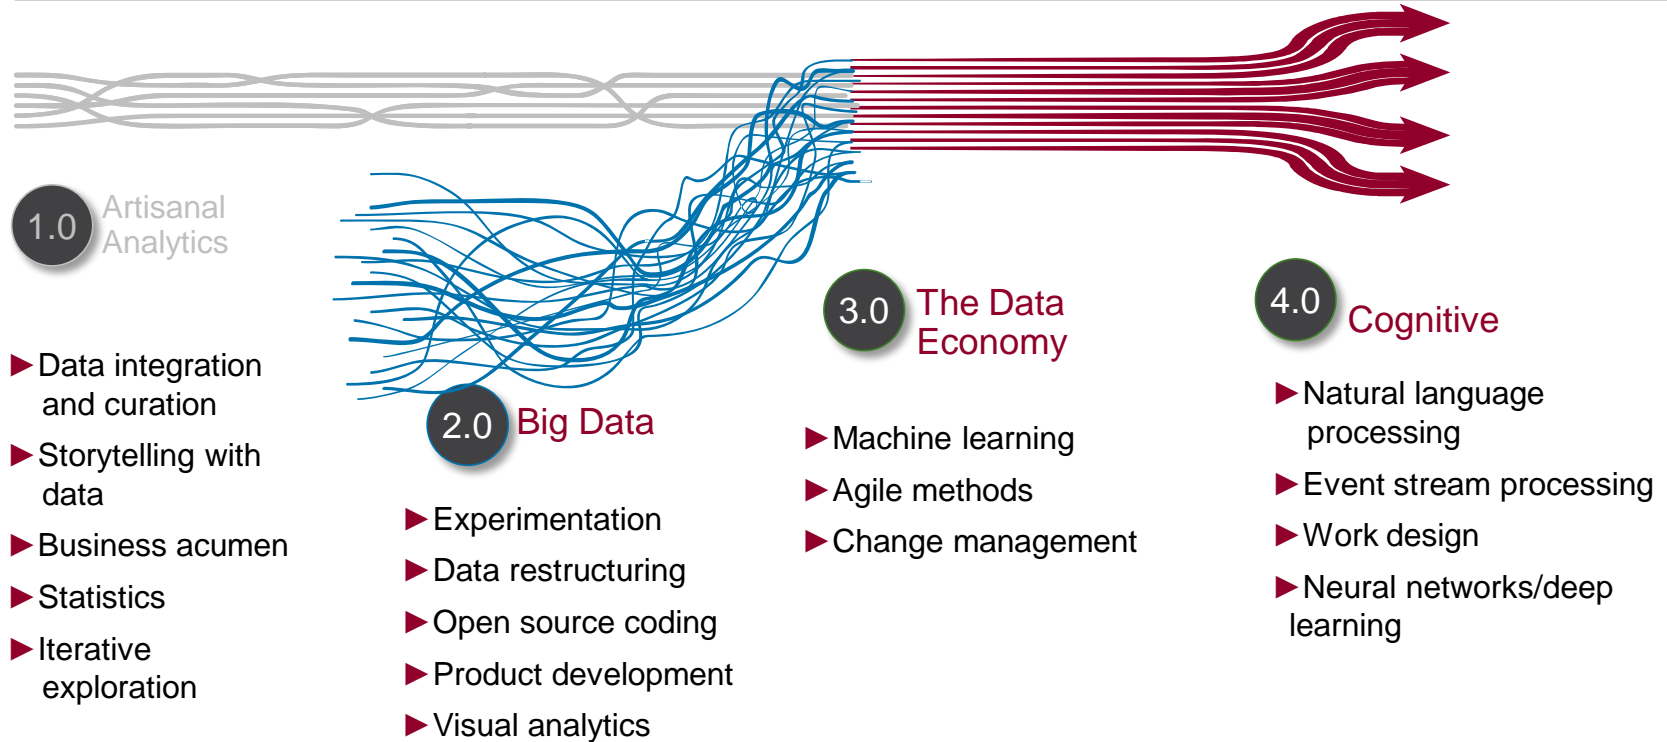 1.0
Artisanal
Analytics
►Data integration
and curation
►Storytelling with
data
►Business acumen
►Statistics
►Iterative
exploration
2.0
Big Data
►Experimentation
►Data restructuring
►Open source coding
►Product development
►Visual analytics
3.0
The Data
Economy
►Machine learning
►Agile methods
►Change management
4.0
Cognitive
►Natural language
processing
►Event stream processing
►Work design
►Neural networks/deep
learning